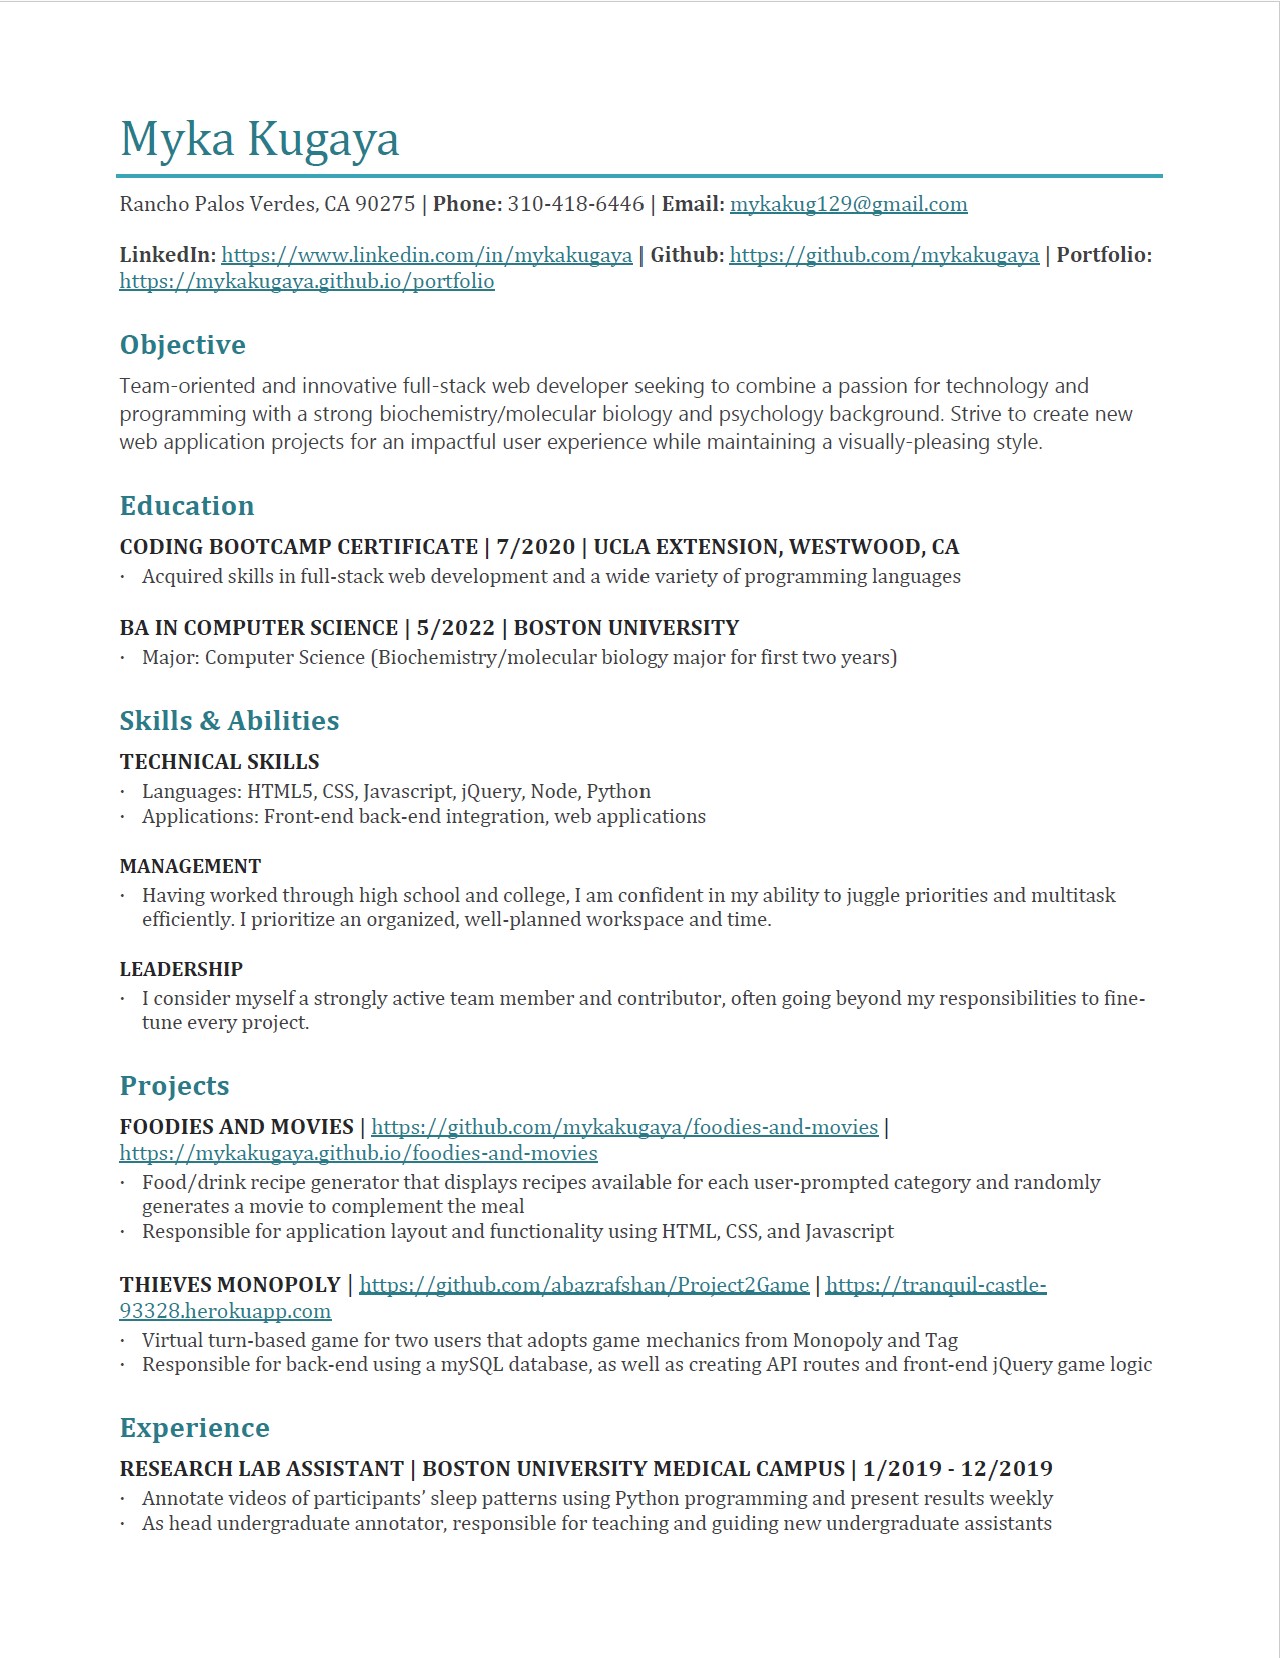 Myka Kugaya
Rancho Palos Verdes, CA 90275 | Phone: 310-418-6446 | Email: mykakug129@gmail.com
LinkedIn: https://www.linkedin.com/in/mykakugaya | Github: https://github.com/mykakugaya | Portfolio:
https://mykakugaya.github.io/portfolio
Objective
Team-oriented and innovative full-stack web developer seeking to combine a passion for technology and
programming with a strong biochemistry/molecular biology and psychology background. Strive to create new
web application projects for an impactful user experience while maintaining a visually-pleasing style.
Education
CODING BOOTCAMP CERTIFICATE | 7/2020 | UCLA EXTENSION, WESTWOOD, CA
· Acquired skills in full-stack web development and a wide variety of programming languages
BA IN COMPUTER SCIENCE | 5/2022 | BOSTON UNIVERSITY
· Major: Computer Science (Biochemistry/molecular biology major for first two years)
Skills & Abilities
TECHNICAL SKILLS
· Languages: HTML5, CSS, Javascript, jQuery, Node, Python
· Applications: Front-end back-end integration, web applications
MANAGEMENT
· Having worked through high school and college, I am confident in my ability to juggle priorities and multitask
efficiently. I prioritize an organized, well-planned workspace and time.
LEADERSHIP
· I consider myself a strongly active team member and contributor, often going beyond my responsibilities to fine-
tune every project.
Projects
FOODIES AND MOVIES | https://github.com/mykakugaya/foodies-and-movies |
https://mykakugaya.github.io/foodies-and-movies
· Food/drink recipe generator that displays recipes available for each user-prompted category and randomly
generates a movie to complement the meal
· Responsible for application layout and functionality using HTML, CSS, and Javascript
THIEVES MONOPOLY | https://github.com/abazrafshan/Project2Game | https://tranquil-castle-
93328.herokuapp.com
· Virtual turn-based game for two users that adopts game mechanics from Monopoly and Tag
· Responsible for back-end using a mySQL database, as well as creating API routes and front-end jQuery game logic
Experience
RESEARCH LAB ASSISTANT | BOSTON UNIVERSITY MEDICAL CAMPUS | 1/2019 - 12/2019
· Annotate videos of participants’ sleep patterns using Python programming and present results weekly
· As head undergraduate annotator, responsible for teaching and guiding new undergraduate assistants